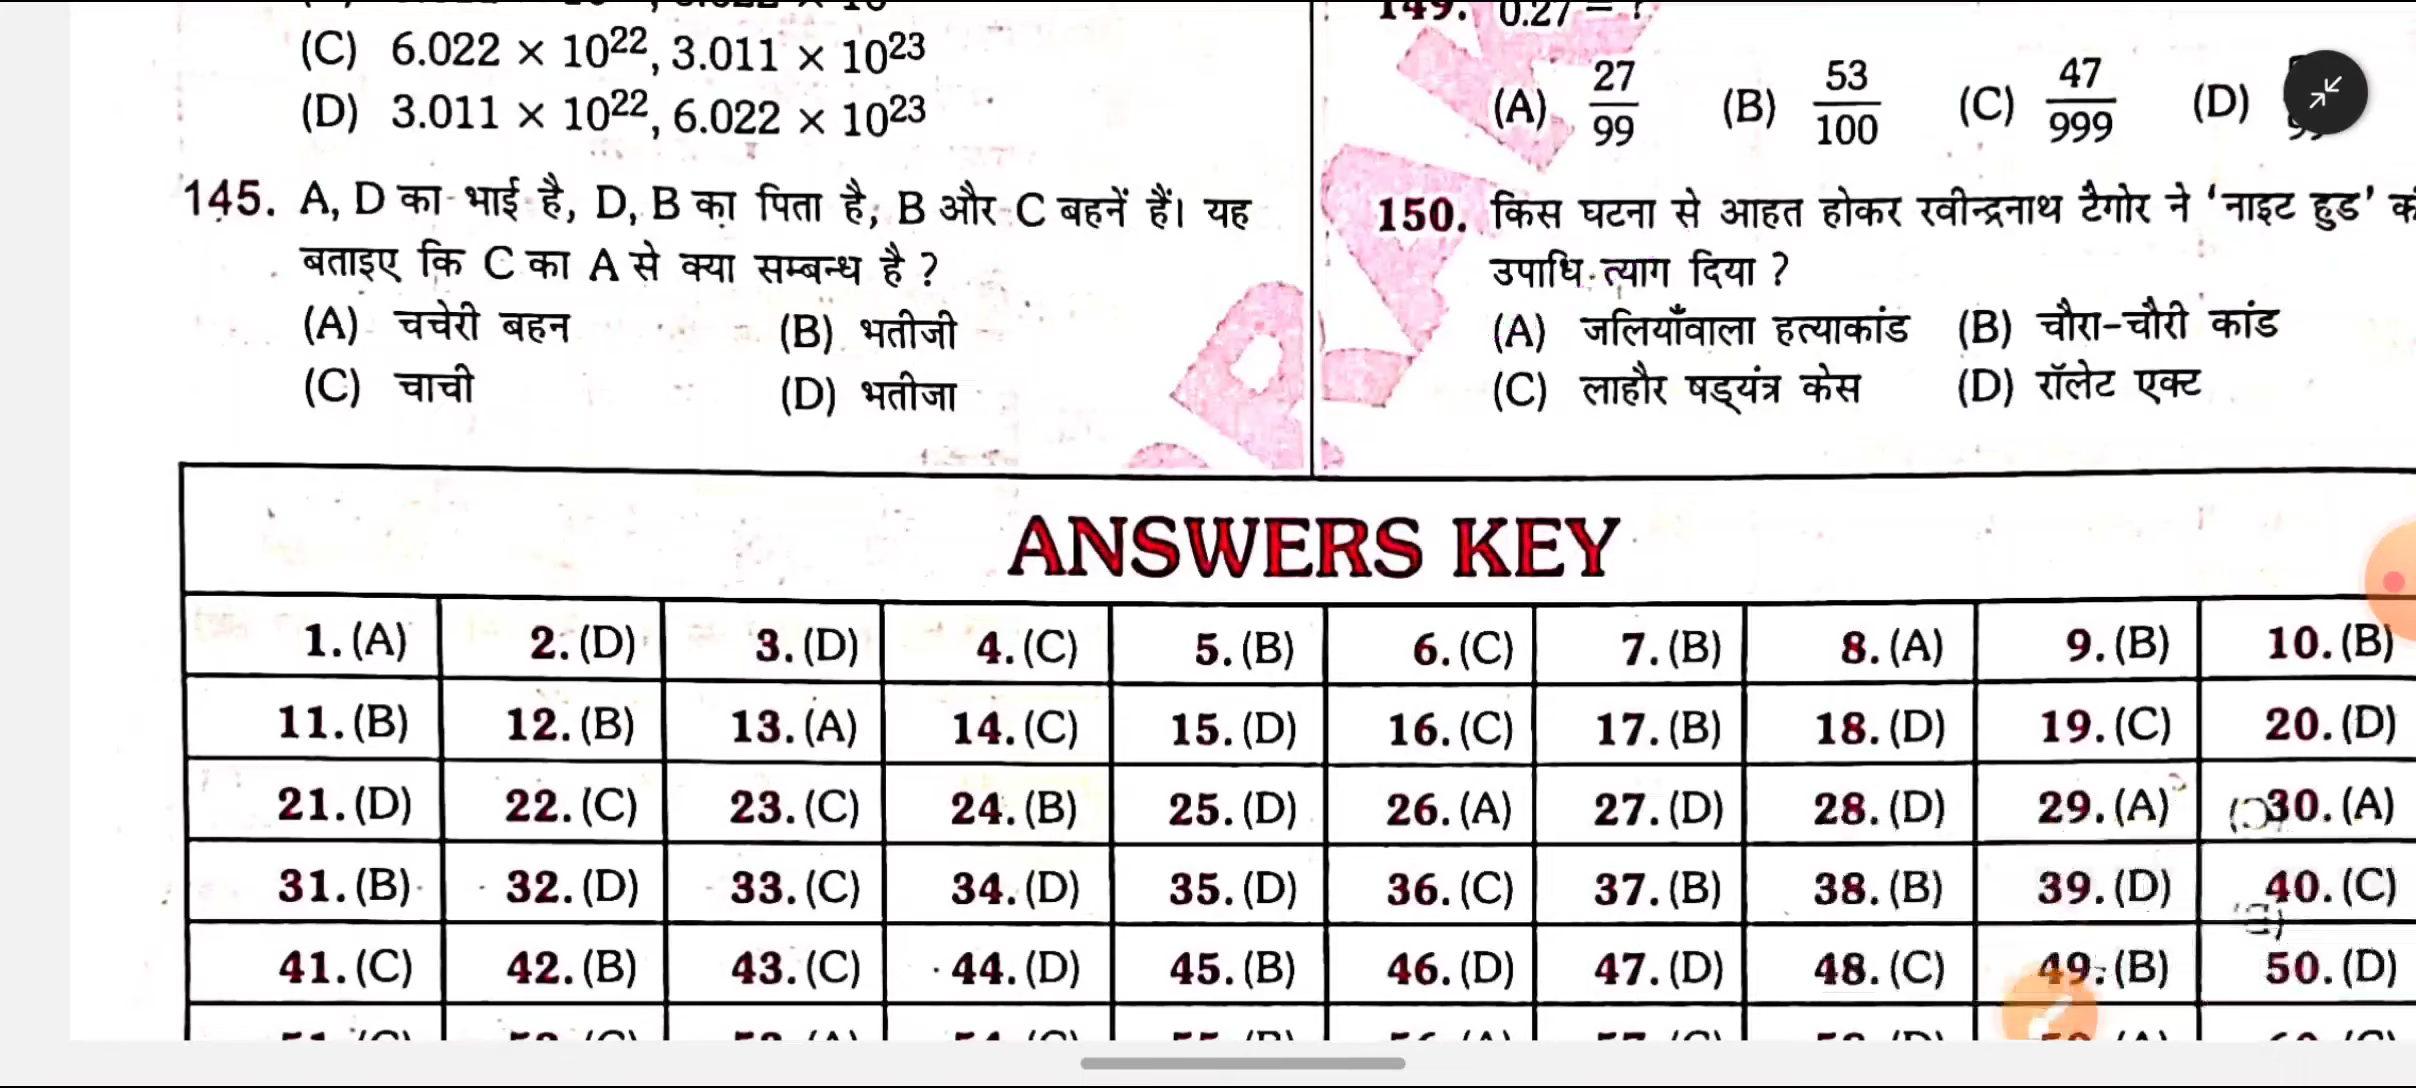 (C) 6.022 × 10²², 3.011 × 10²³
(D) 3.011 × 10²², 6.022 × 10²³
145. A, D का भाई है, D, B का पिता है, B और C बहनें हैं। यह
बताइए कि C का A से क्या सम्बन्ध है ?
(A) चचेरी बहन (B) भतीजी
(C) चाची (D) भतीजा
149. 0.27 = ?
(A) 27/99 (B) 53/100 (C) 47/999 (D)
150. किस घटना से आहत होकर रवीन्द्रनाथ टैगोर ने 'नाइट हुड'
उपाधि त्याग दिया ?
(A) जलियाँवाला हत्याकांड (B) चौरा-चौरी कांड
(C) लाहौर षड्यंत्र केस (D) रॉलेट एक्ट
ANSWERS KEY
1. (A) 2. (D) 3. (D) 4. (C) 5. (B) 6. (C) 7. (B) 8. (A) 9. (B) 10. (B)
11. (B) 12. (B) 13. (A) 14. (C) 15. (D) 16. (C) 17. (B) 18. (D) 19. (C) 20. (D)
21. (D) 22. (C) 23. (C) 24. (B) 25. (D) 26. (A) 27. (D) 28. (D) 29. (A) 30. (A)
31. (B) 32. (D) 33. (C) 34. (D) 35. (D) 36. (C) 37. (B) 38. (B) 39. (D) 40. (C)
41. (C) 42. (B) 43. (C) 44. (D) 45. (B) 46. (D) 47. (D) 48. (C) 49. (B) 50. (D)